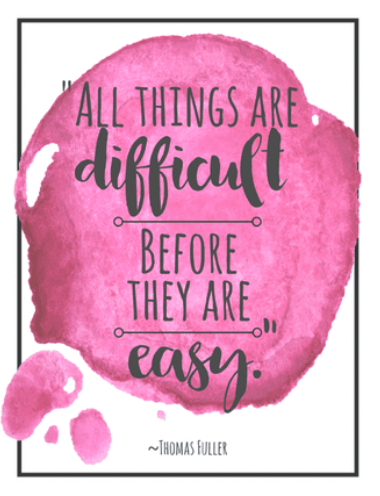 "All things are
difficult
Before
they are
easy."
~Thomas Fuller